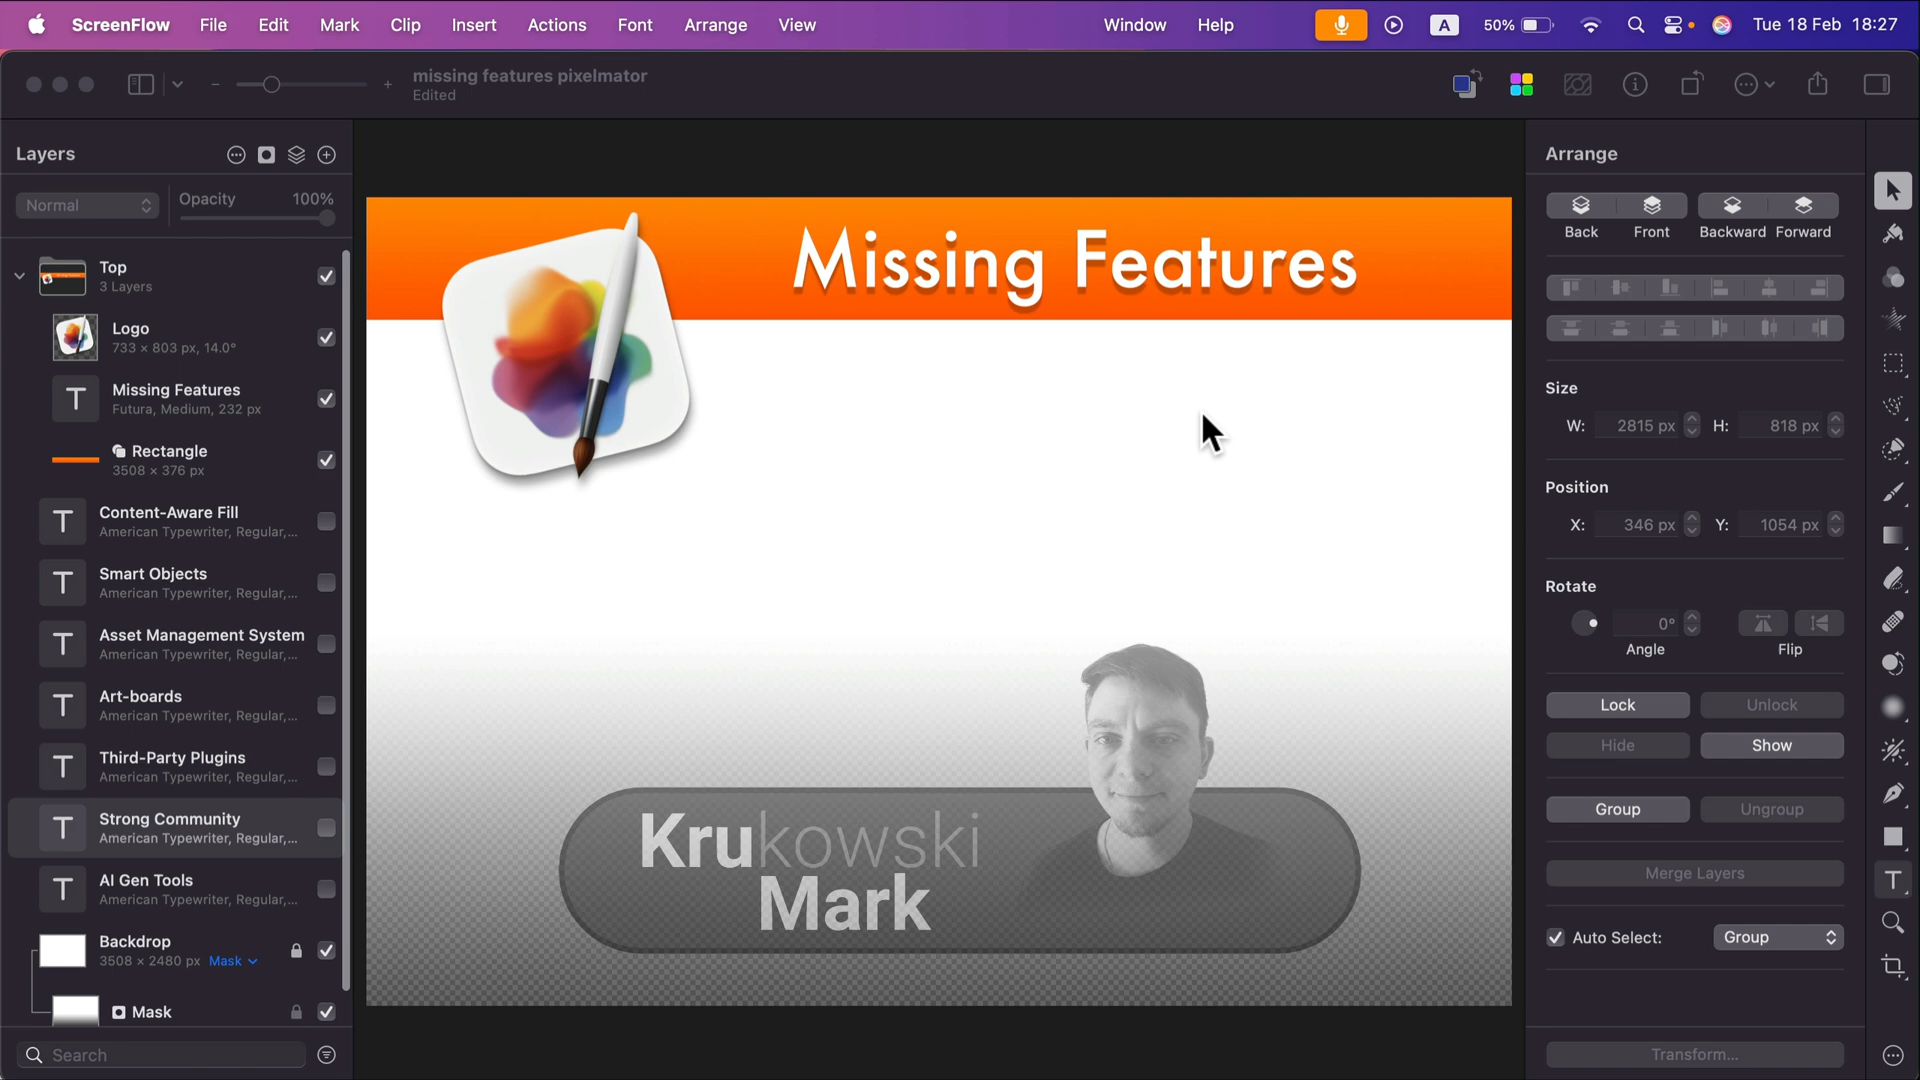 ScreenFlow File Edit Mark Clip Insert Actions Font Arrange View Window Help A 50% Tue 18 Feb 18:27
missing features pixelmator
Edited
Layers
Normal
Opacity 100%
Top
3 Layers
Logo
733 × 803 px, 14.0°
T Missing Features
Futura, Medium, 232 px
Rectangle
3508 × 376 px
T Content-Aware Fill
American Typewriter, Regular,...
T Smart Objects
American Typewriter, Regular,...
T Asset Management System
American Typewriter, Regular,...
T Art-boards
American Typewriter, Regular,...
T Third-Party Plugins
American Typewriter, Regular,...
T Strong Community
American Typewriter, Regular,...
T AI Gen Tools
American Typewriter, Regular,...
Backdrop
3508 × 2480 px Mask
Mask
Search
Missing Features
Krukowski
Mark
Arrange
Back Front Backward Forward
Size
W: 2815 px H: 818 px
Position
X: 346 px Y: 1054 px
Rotate
0°
Angle Flip
Lock Unlock
Hide Show
Group Ungroup
Merge Layers
Auto Select: Group
Transform...
T